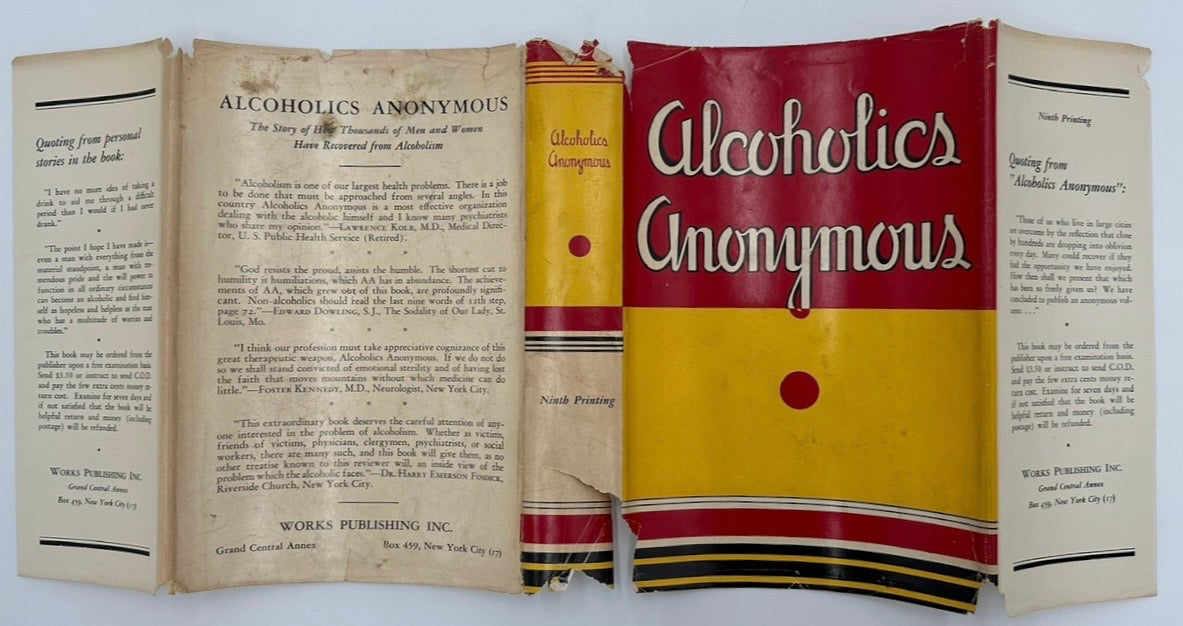 Quoting from personal
stories in the book:
"I have no more idea of taking a
drink to aid me through a difficult
period than I would if I had never
drank."
"The point I hope I have made is—
even a man with everything from the
material standpoint, a man with tre-
mendous pride and the will power to
function in all ordinary circumstances
can become an alcoholic and find him-
self as hopeless and helpless as the man
who has a multitude of worries and
troubles."
This book may be ordered from the
publisher upon a free examination basis.
Send $3.50 or instruct to send C.O.D.
and pay the few extra cents money re-
turn cost. Examine for seven days and
if not satisfied that the book will be
helpful return and money (including
postage) will be refunded.
WORKS PUBLISHING INC.
Grand Central Annex
Box 459, New York City (17)
ALCOHOLICS ANONYMOUS
The Story of How Thousands of Men and Women
Have Recovered from Alcoholism
"Alcoholism is one of our largest health problems. There is a job
to be done that must be approached from several angles. In this
country Alcoholics Anonymous is a most effective organization
dealing with the alcoholic himself and I know many psychiatrists
who share my opinion."—LAWRENCE KOLB, M.D., Medical Direc-
tor, U. S. Public Health Service (Retired).
"God resists the proud, assists the humble. The shortest cut to
humility is humiliations, which AA has in abundance. The achieve-
ments of AA, which grew out of this book, are profoundly signifi-
cant. Non-alcoholics should read the last nine words of 12th step,
page 72."—EDWARD DOWLING, S.J., The Sodality of Our Lady, St.
Louis, Mo.
"I think our profession must take appreciative cognizance of this
great therapeutic weapon, Alcoholics Anonymous. If we do not do
so we shall stand convicted of emotional sterility and of having lost
the faith that moves mountains without which medicine can do
little."—FOSTER KENNEDY, M.D., Neurologist, New York City.
"This extraordinary book deserves the careful attention of any-
one interested in the problem of alcoholism. Whether as victims,
friends of victims, physicians, clergymen, psychiatrists, or social
workers, there are many such, and this book will give them, as no
other treatise known to this reviewer will, an inside view of the
problem which the alcoholic faces."—DR. HARRY EMERSON FOSDICK,
Riverside Church, New York City.
WORKS PUBLISHING INC.
Grand Central Annex Box 459, New York City (17)
Alcoholics
Anonymous
Ninth Printing
Alcoholics
Anonymous
Ninth Printing
Quoting from
"Alcoholics Anonymous":
"Those of us who live in large cities
are overcome by the reflection that close
by hundreds are dropping into oblivion
every day. Many could recover if they
had the opportunity we have enjoyed.
How then shall we present that which
has been so freely given us? We have
concluded to publish an anonymous vol-
ume. . . ."
This book may be ordered from the
publisher upon a free examination basis.
Send $3.50 or instruct to send C.O.D.
and pay the few extra cents money re-
turn cost. Examine for seven days and
if not satisfied that the book will be
helpful return and money (including
postage) will be refunded.
WORKS PUBLISHING INC.
Grand Central Annex
Box 459, New York City (17)